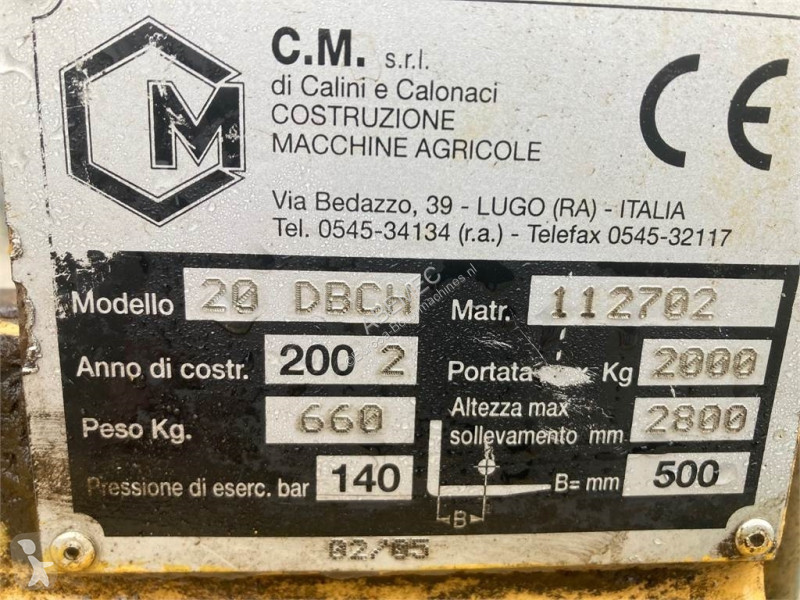 CM
C.M. s.r.l.
di Calini e Calonaci
COSTRUZIONE
MACCHINE AGRICOLE
CE
Via Bedazzo, 39 - LUGO (RA) - ITALIA
Tel. 0545-34134 (r.a.) - Telefax 0545-32117
Modello 20 DBCH Matr. 112702
Anno di costr. 200 2 Portata max Kg 2000
Peso Kg. 660 Altezza max sollevamento mm 2800
Pressione di eserc. bar 140 B B= mm 500
02/05